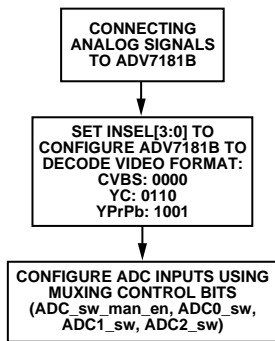 CONNECTING
ANALOG SIGNALS
TO ADV7181B
SET INSEL[3:0] TO
CONFIGURE ADV7181B TO
DECODE VIDEO FORMAT:
CVBS: 0000
YC: 0110
YPrPb: 1001
CONFIGURE ADC INPUTS USING
MUXING CONTROL BITS
(ADC_sw_man_en, ADC0_sw,
ADC1_sw, ADC2_sw)